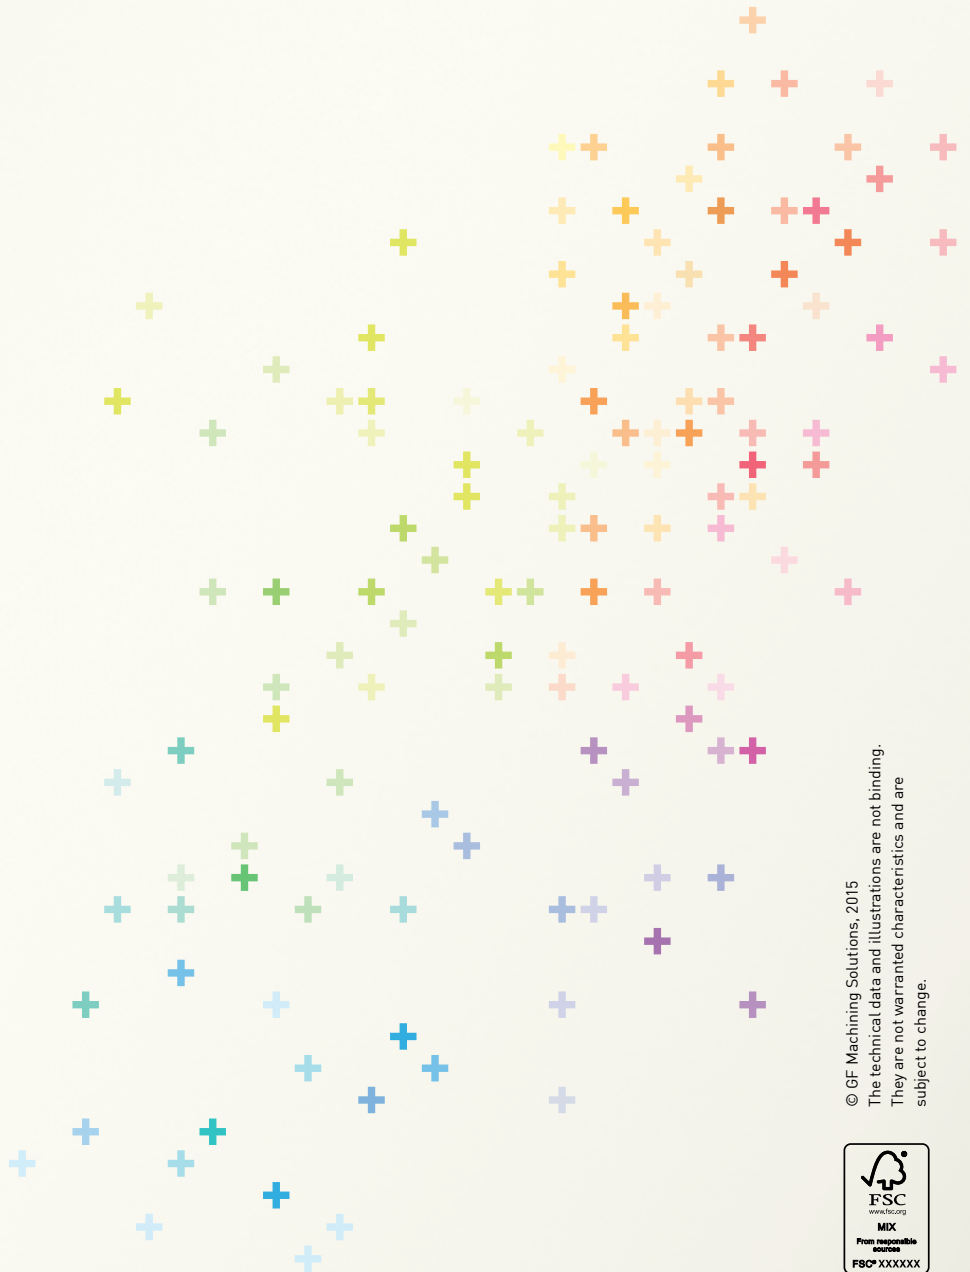 © GF Machining Solutions, 2015
The technical data and illustrations are not binding.
They are not warranted characteristics and are
subject to change.
FSC
www.fsc.org
MIX
From responsible
sources
FSC® XXXXXX